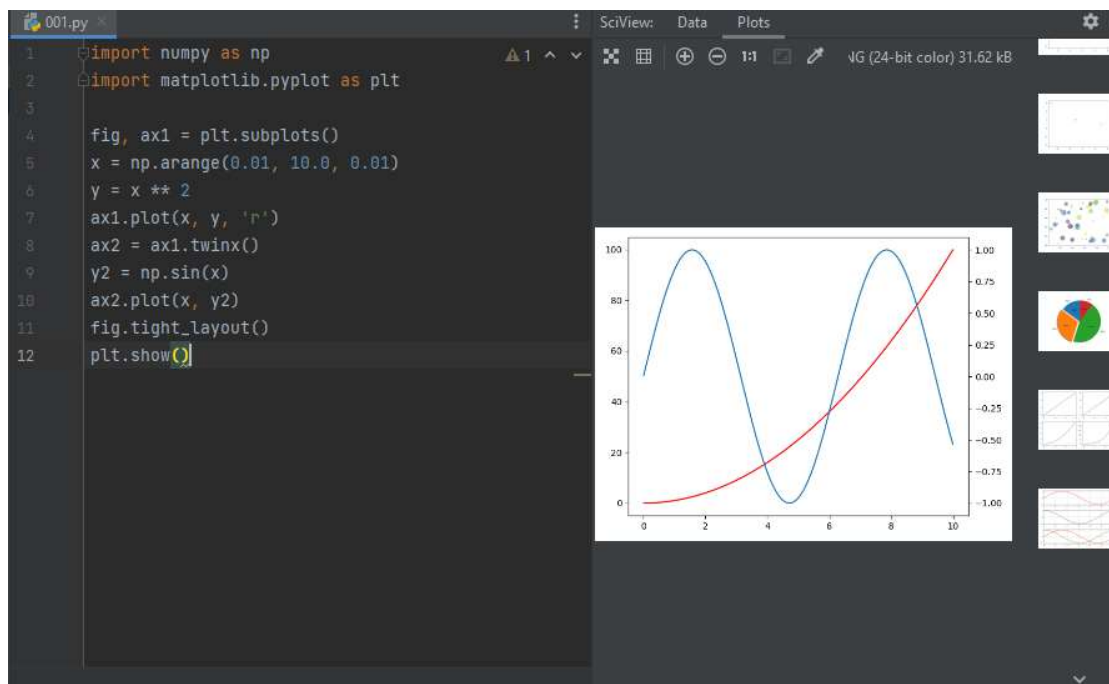 001.py
SciView: Data Plots
1 import numpy as np
2 import matplotlib.pyplot as plt
3
4 fig, ax1 = plt.subplots()
5 x = np.arange(0.01, 10.0, 0.01)
6 y = x ** 2
7 ax1.plot(x, y, 'r')
8 ax2 = ax1.twinx()
9 y2 = np.sin(x)
10 ax2.plot(x, y2)
11 fig.tight_layout()
12 plt.show()
1
1:1 NG (24-bit color) 31.62 kB
100 1.00
0.75
80
0.50
60 0.25
0.00
40
−0.25
−0.50
20
−0.75
0 −1.00
0 2 4 6 8 10